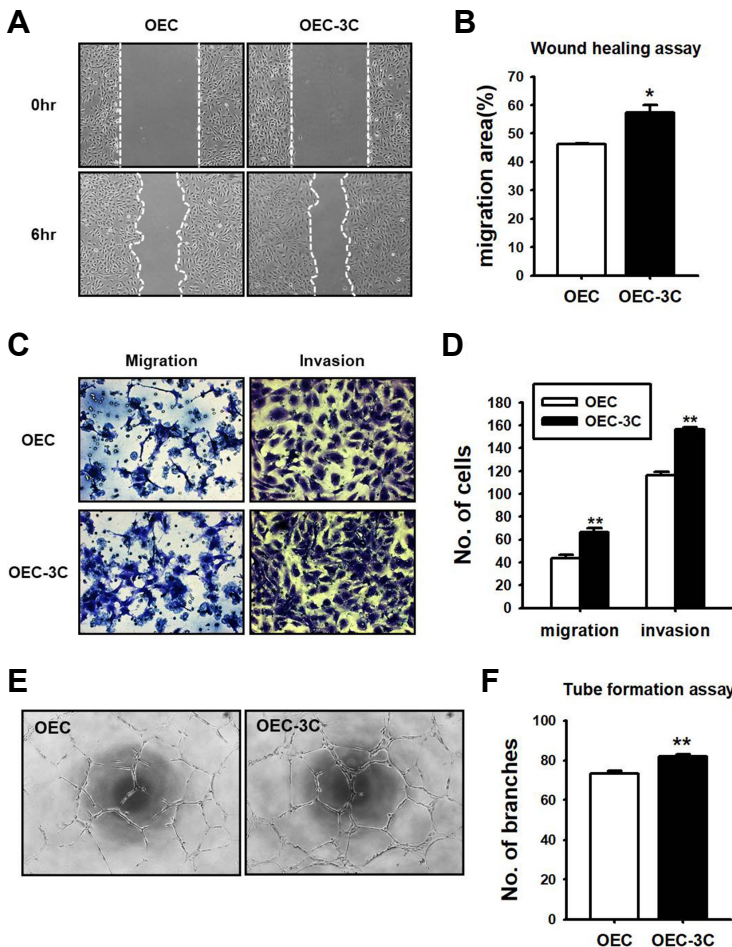 A
OEC
OEC-3C
0hr
6hr
B
Wound healing assay
migration area(%)
70
60
50
40
30
20
10
0
*
OEC
OEC-3C
C
Migration
Invasion
OEC
OEC-3C
D
No. of cells
180
160
140
120
100
80
60
40
20
0
OEC
OEC-3C
**
**
migration
invasion
E
OEC
OEC-3C
F
Tube formation assay
No. of branches
100
80
60
40
20
0
**
OEC
OEC-3C